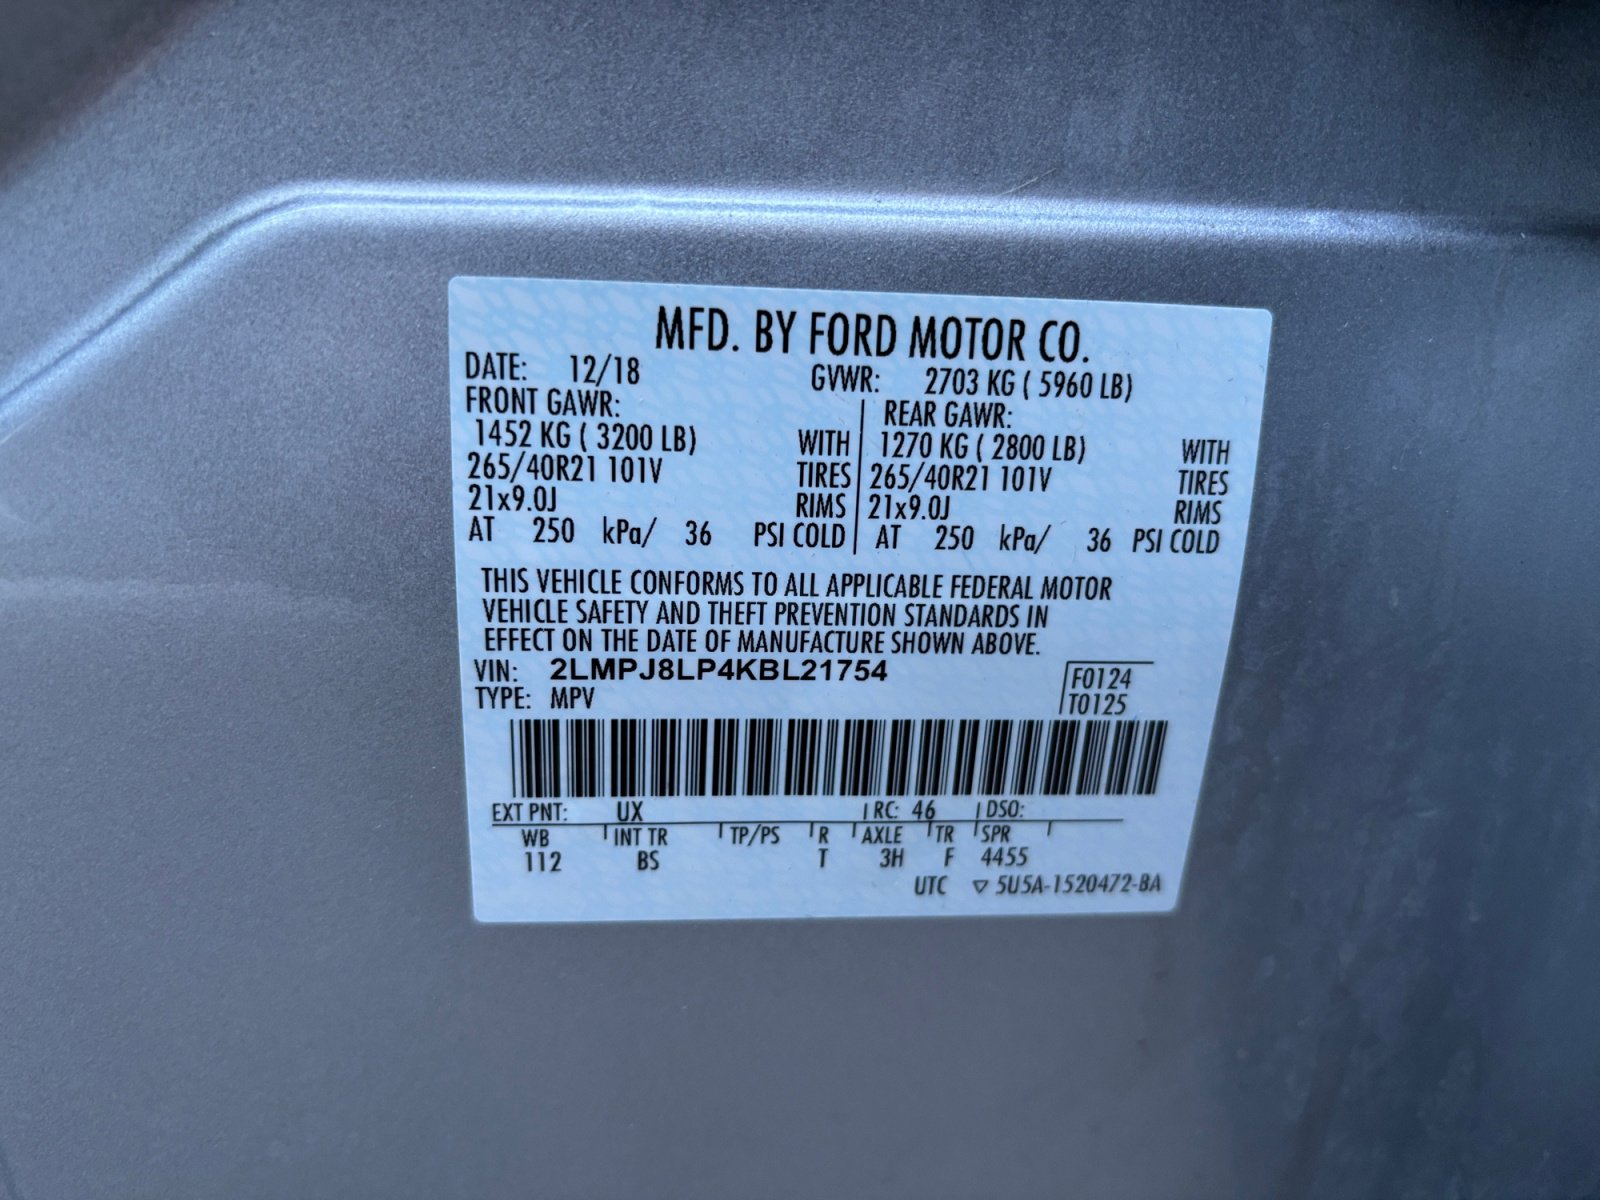 MFD. BY FORD MOTOR CO.
DATE: 12/18 GVWR: 2703 KG ( 5960 LB)
FRONT GAWR: REAR GAWR:
1452 KG ( 3200 LB) WITH 1270 KG ( 2800 LB) WITH
265/40R21 101V TIRES 265/40R21 101V TIRES
21x9.0J RIMS 21x9.0J RIMS
AT 250 kPa/ 36 PSI COLD AT 250 kPa/ 36 PSI COLD
THIS VEHICLE CONFORMS TO ALL APPLICABLE FEDERAL MOTOR
VEHICLE SAFETY AND THEFT PREVENTION STANDARDS IN
EFFECT ON THE DATE OF MANUFACTURE SHOWN ABOVE.
VIN: 2LMPJ8LP4KBL21754 F0124
TYPE: MPV T0125
EXT PNT: UX RC: 46 DSO:
WB INT TR TP/PS R AXLE TR SPR
112 BS T 3H F 4455
UTC ▽ 5U5A-1520472-BA